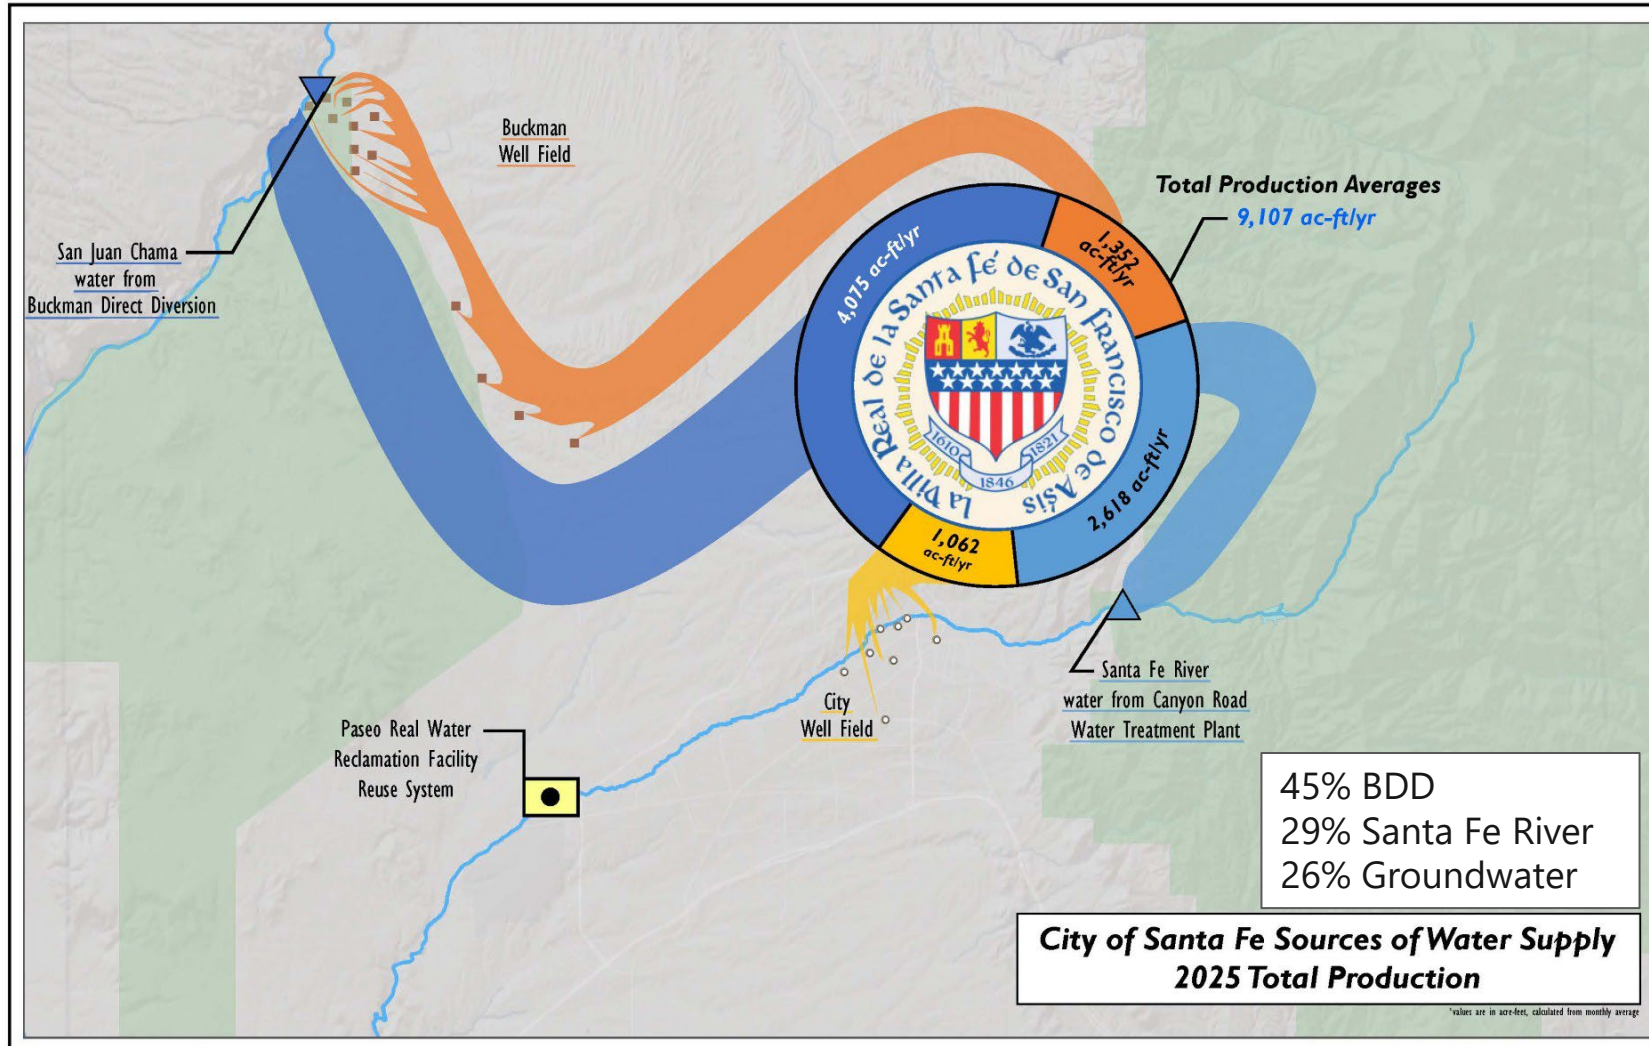 Buckman
Well Field
San Juan Chama
water from
Buckman Direct Diversion
Total Production Averages
9,107 ac-ft/yr
4,075 ac-ft/yr
1,352
ac-ft/yr
2,618 ac-ft/yr
1,062
ac-ft/yr
La Villa Real de la Santa fé de San francisco de Asis
1610
1821
1846
City
Well Field
Santa Fe River
water from Canyon Road
Water Treatment Plant
Paseo Real Water
Reclamation Facility
Reuse System
45% BDD
29% Santa Fe River
26% Groundwater
City of Santa Fe Sources of Water Supply
2025 Total Production
*values are in acre-feet, calculated from monthly average